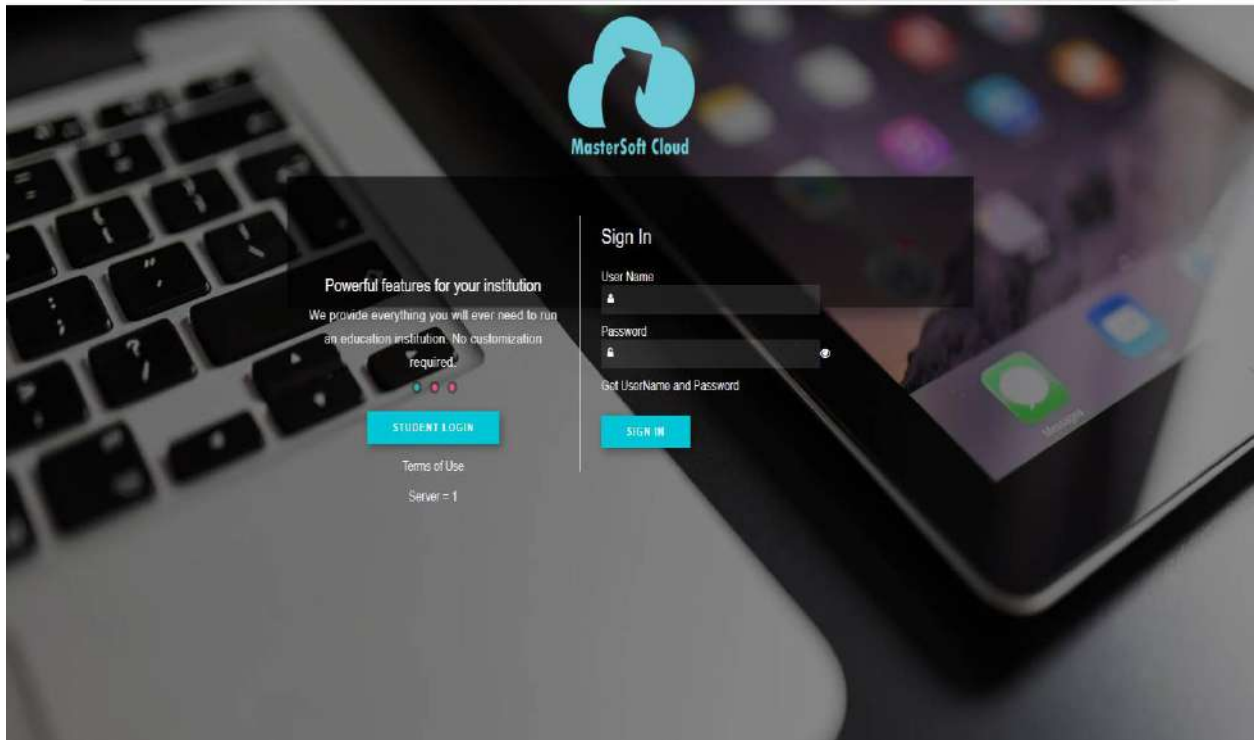 MasterSoft Cloud
Powerful features for your institution
We provide everything you will ever need to run
an education institution. No customization
required.
STUDENT LOGIN
Terms of Use
Server = 1
Sign In
User Name
Password
Get UserName and Password
SIGN IN
Messages